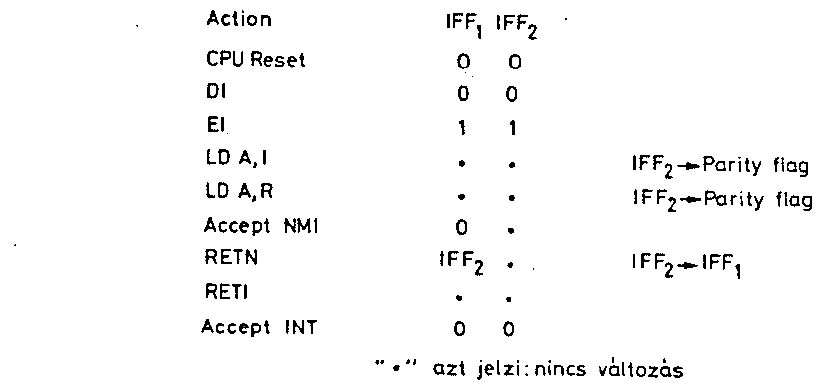 Action IFF₁ IFF₂
CPU Reset 0 0
DI 0 0
EI 1 1
LD A,I • • IFF₂→Parity flag
LD A,R • • IFF₂→Parity flag
Accept NMI 0 •
RETN IFF₂ • IFF₂→IFF₁
RETI • •
Accept INT 0 0
"•" azt jelzi: nincs változás